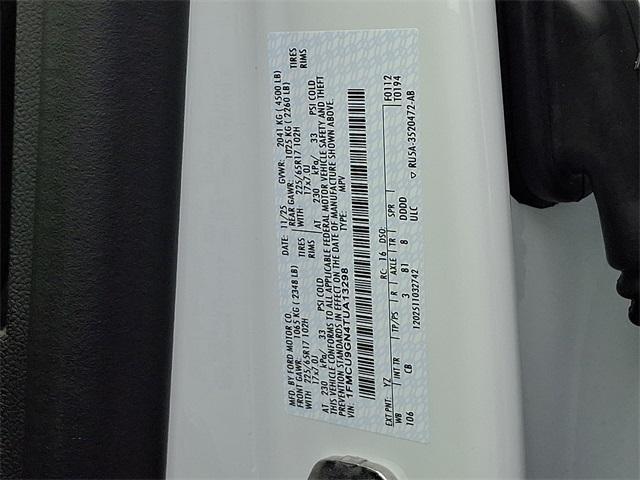 MFD. BY FORD MOTOR CO. DATE: 11/25 GVWR: 2041 KG ( 4500 LB)
FRONT GAWR: 1065 KG ( 2348 LB) REAR GAWR: 1025 KG ( 2260 LB)
WITH 225/65R17 102H TIRES WITH 225/65R17 102H TIRES
17x7.0J RIMS 17x7.0J RIMS
AT 230 kPa/ 33 PSI COLD AT 230 kPa/ 33 PSI COLD
THIS VEHICLE CONFORMS TO ALL APPLICABLE FEDERAL MOTOR VEHICLE SAFETY AND THEFT
PREVENTION STANDARDS IN EFFECT ON THE DATE OF MANUFACTURE SHOWN ABOVE.
VIN: 1FMCU9GN4TUA13298 TYPE: MPV
F0112
T0194
EXT PNT: YZ RC: 16 DSO:
WB INT TR TP/PS R AXLE TR SPR
106 CB 3 81 8 DDDD
ULC
120251103274​2
RU5A-3520472-AB